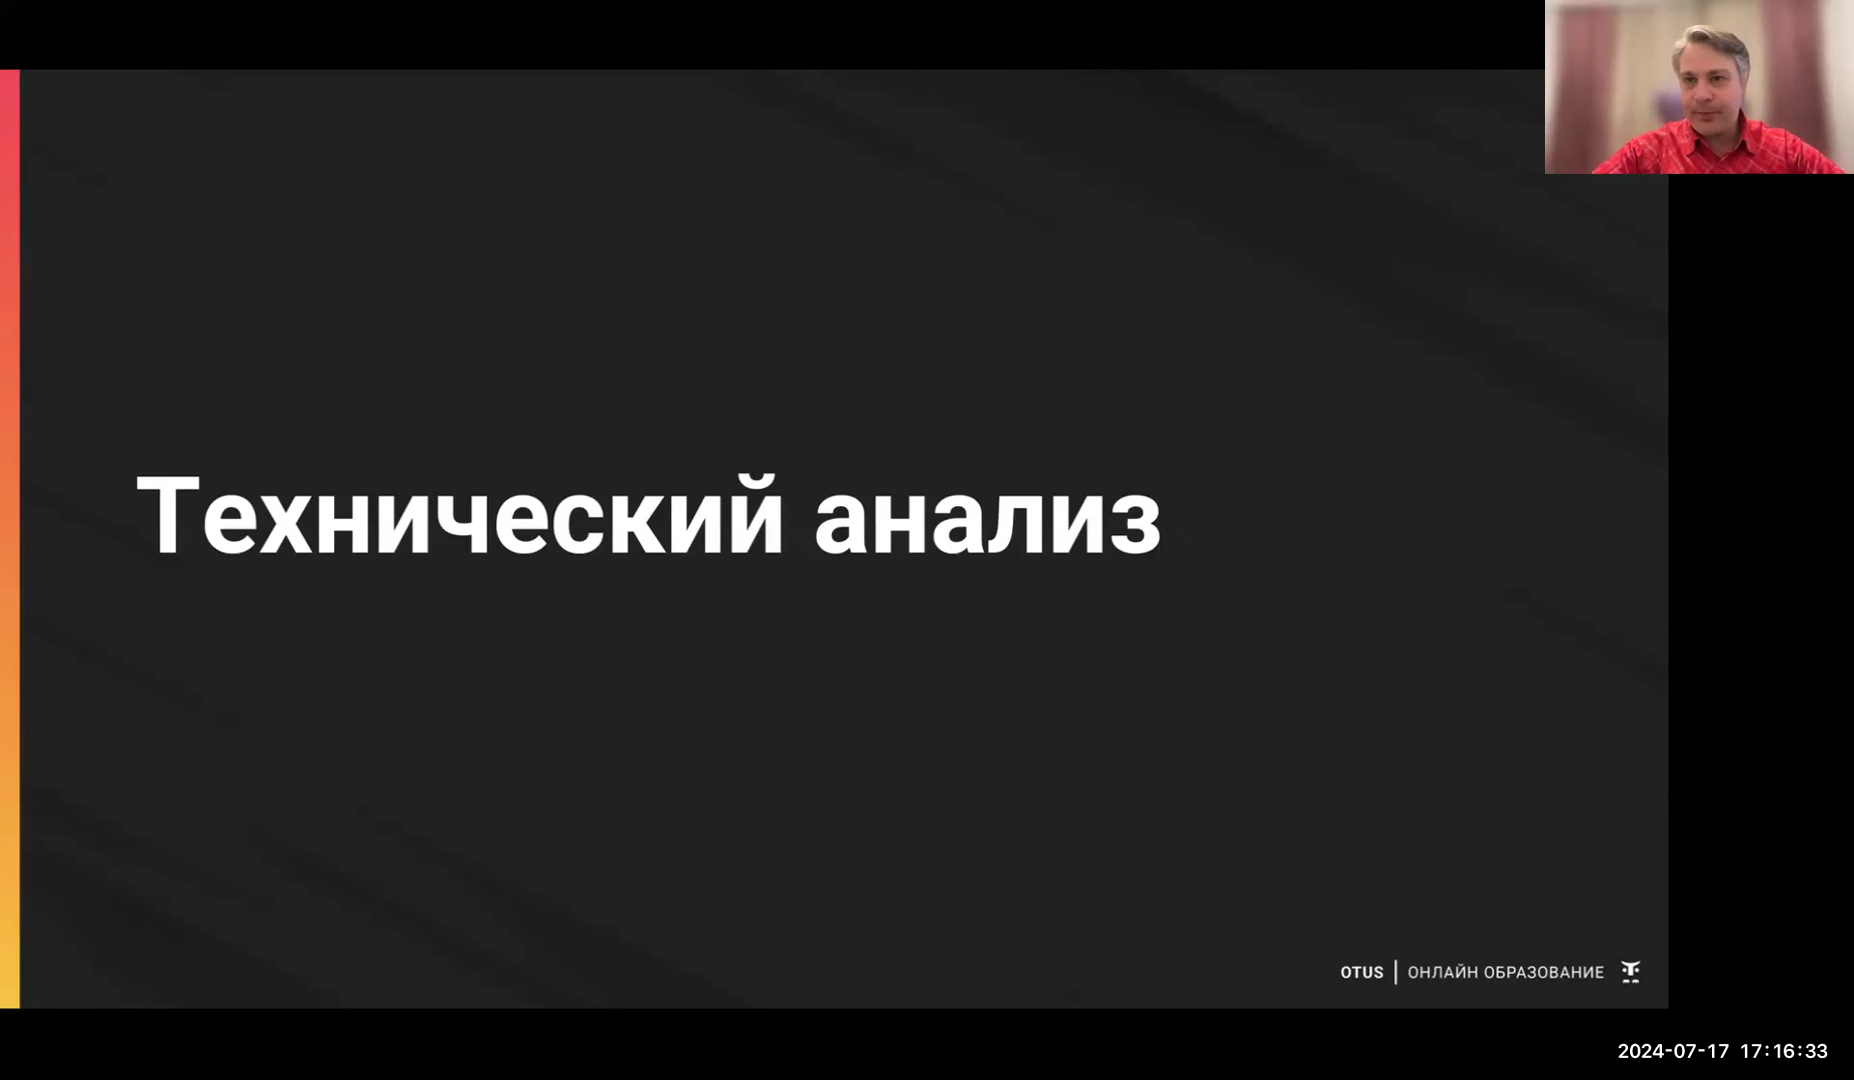 Технический анализ
OTUS | ОНЛАЙН ОБРАЗОВАНИЕ
2024-07-17 17:16:33